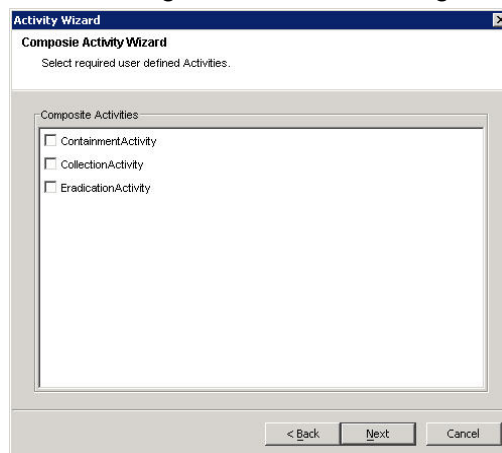 Activity Wizard
Composie Activity Wizard
Select required user defined Activities.
Composite Activities
ContainmentActivity
CollectionActivity
EradicationActivity
< Back Next Cancel